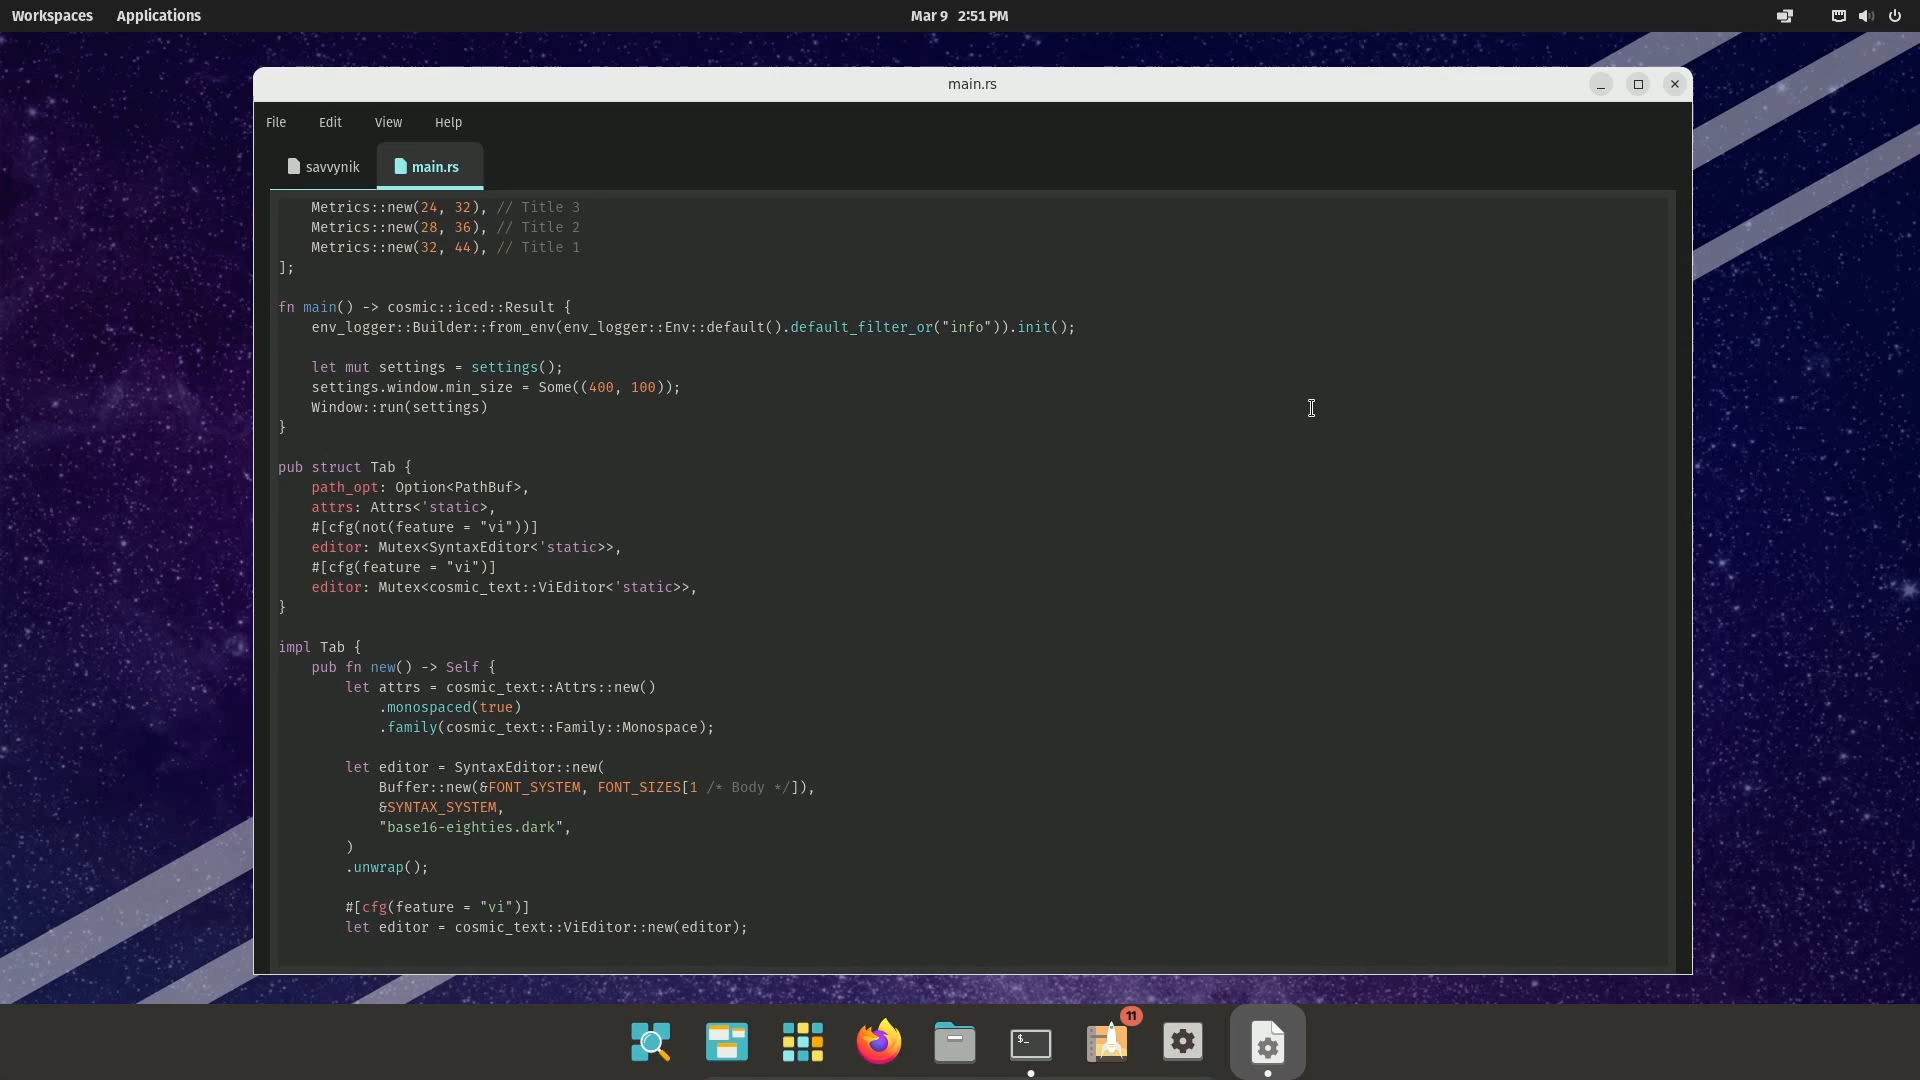 Workspaces Applications Mar 9 2:51 PM
main.rs
File Edit View Help
savvynik main.rs
    Metrics::new(24, 32), // Title 3
    Metrics::new(28, 36), // Title 2
    Metrics::new(32, 44), // Title 1
];
fn main() -> cosmic::iced::Result {
    env_logger::Builder::from_env(env_logger::Env::default().default_filter_or("info")).init();
    let mut settings = settings();
    settings.window.min_size = Some((400, 100));
    Window::run(settings)
}
pub struct Tab {
    path_opt: Option<PathBuf>,
    attrs: Attrs<'static>,
    #[cfg(not(feature = "vi"))]
    editor: Mutex<SyntaxEditor<'static>>,
    #[cfg(feature = "vi")]
    editor: Mutex<cosmic_text::ViEditor<'static>>,
}
impl Tab {
    pub fn new() -> Self {
        let attrs = cosmic_text::Attrs::new()
            .monospaced(true)
            .family(cosmic_text::Family::Monospace);
        let editor = SyntaxEditor::new(
            Buffer::new(&FONT_SYSTEM, FONT_SIZES[1 /* Body */]),
            &SYNTAX_SYSTEM,
            "base16-eighties.dark",
        )
        .unwrap();
        #[cfg(feature = "vi")]
        let editor = cosmic_text::ViEditor::new(editor);
$_
11